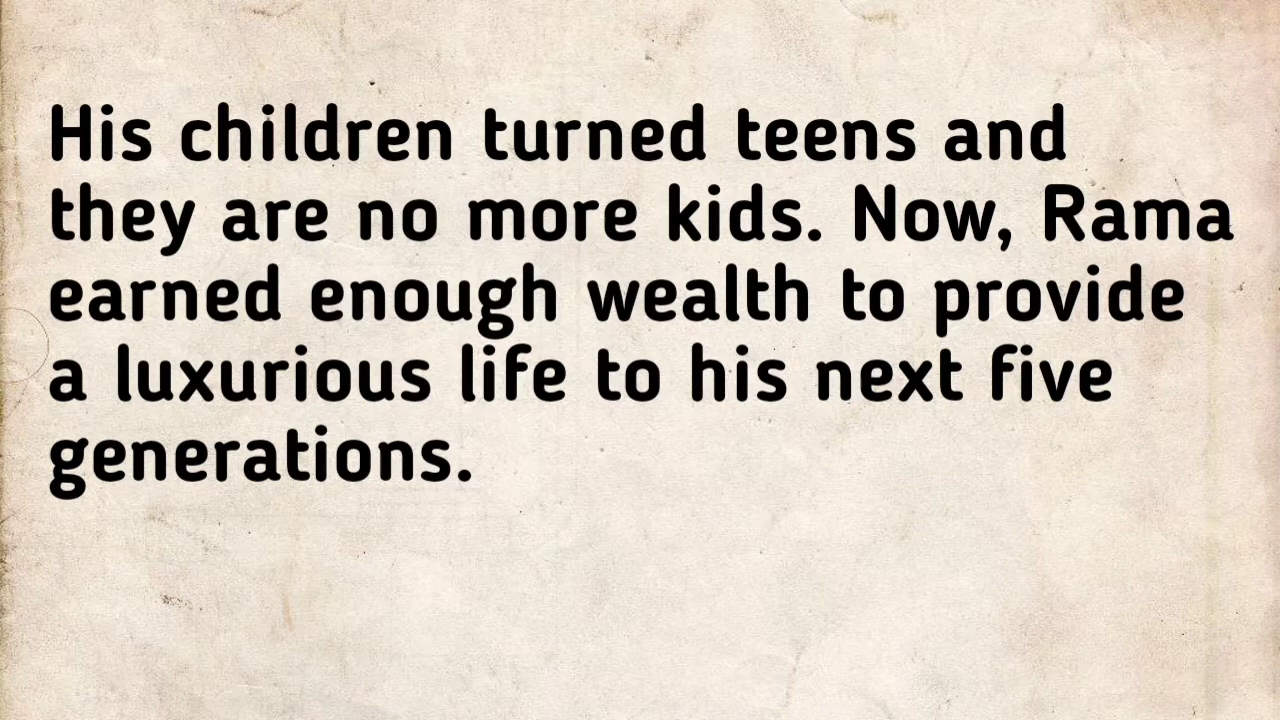 His children turned teens and
they are no more kids. Now, Rama
earned enough wealth to provide
a luxurious life to his next five
generations.